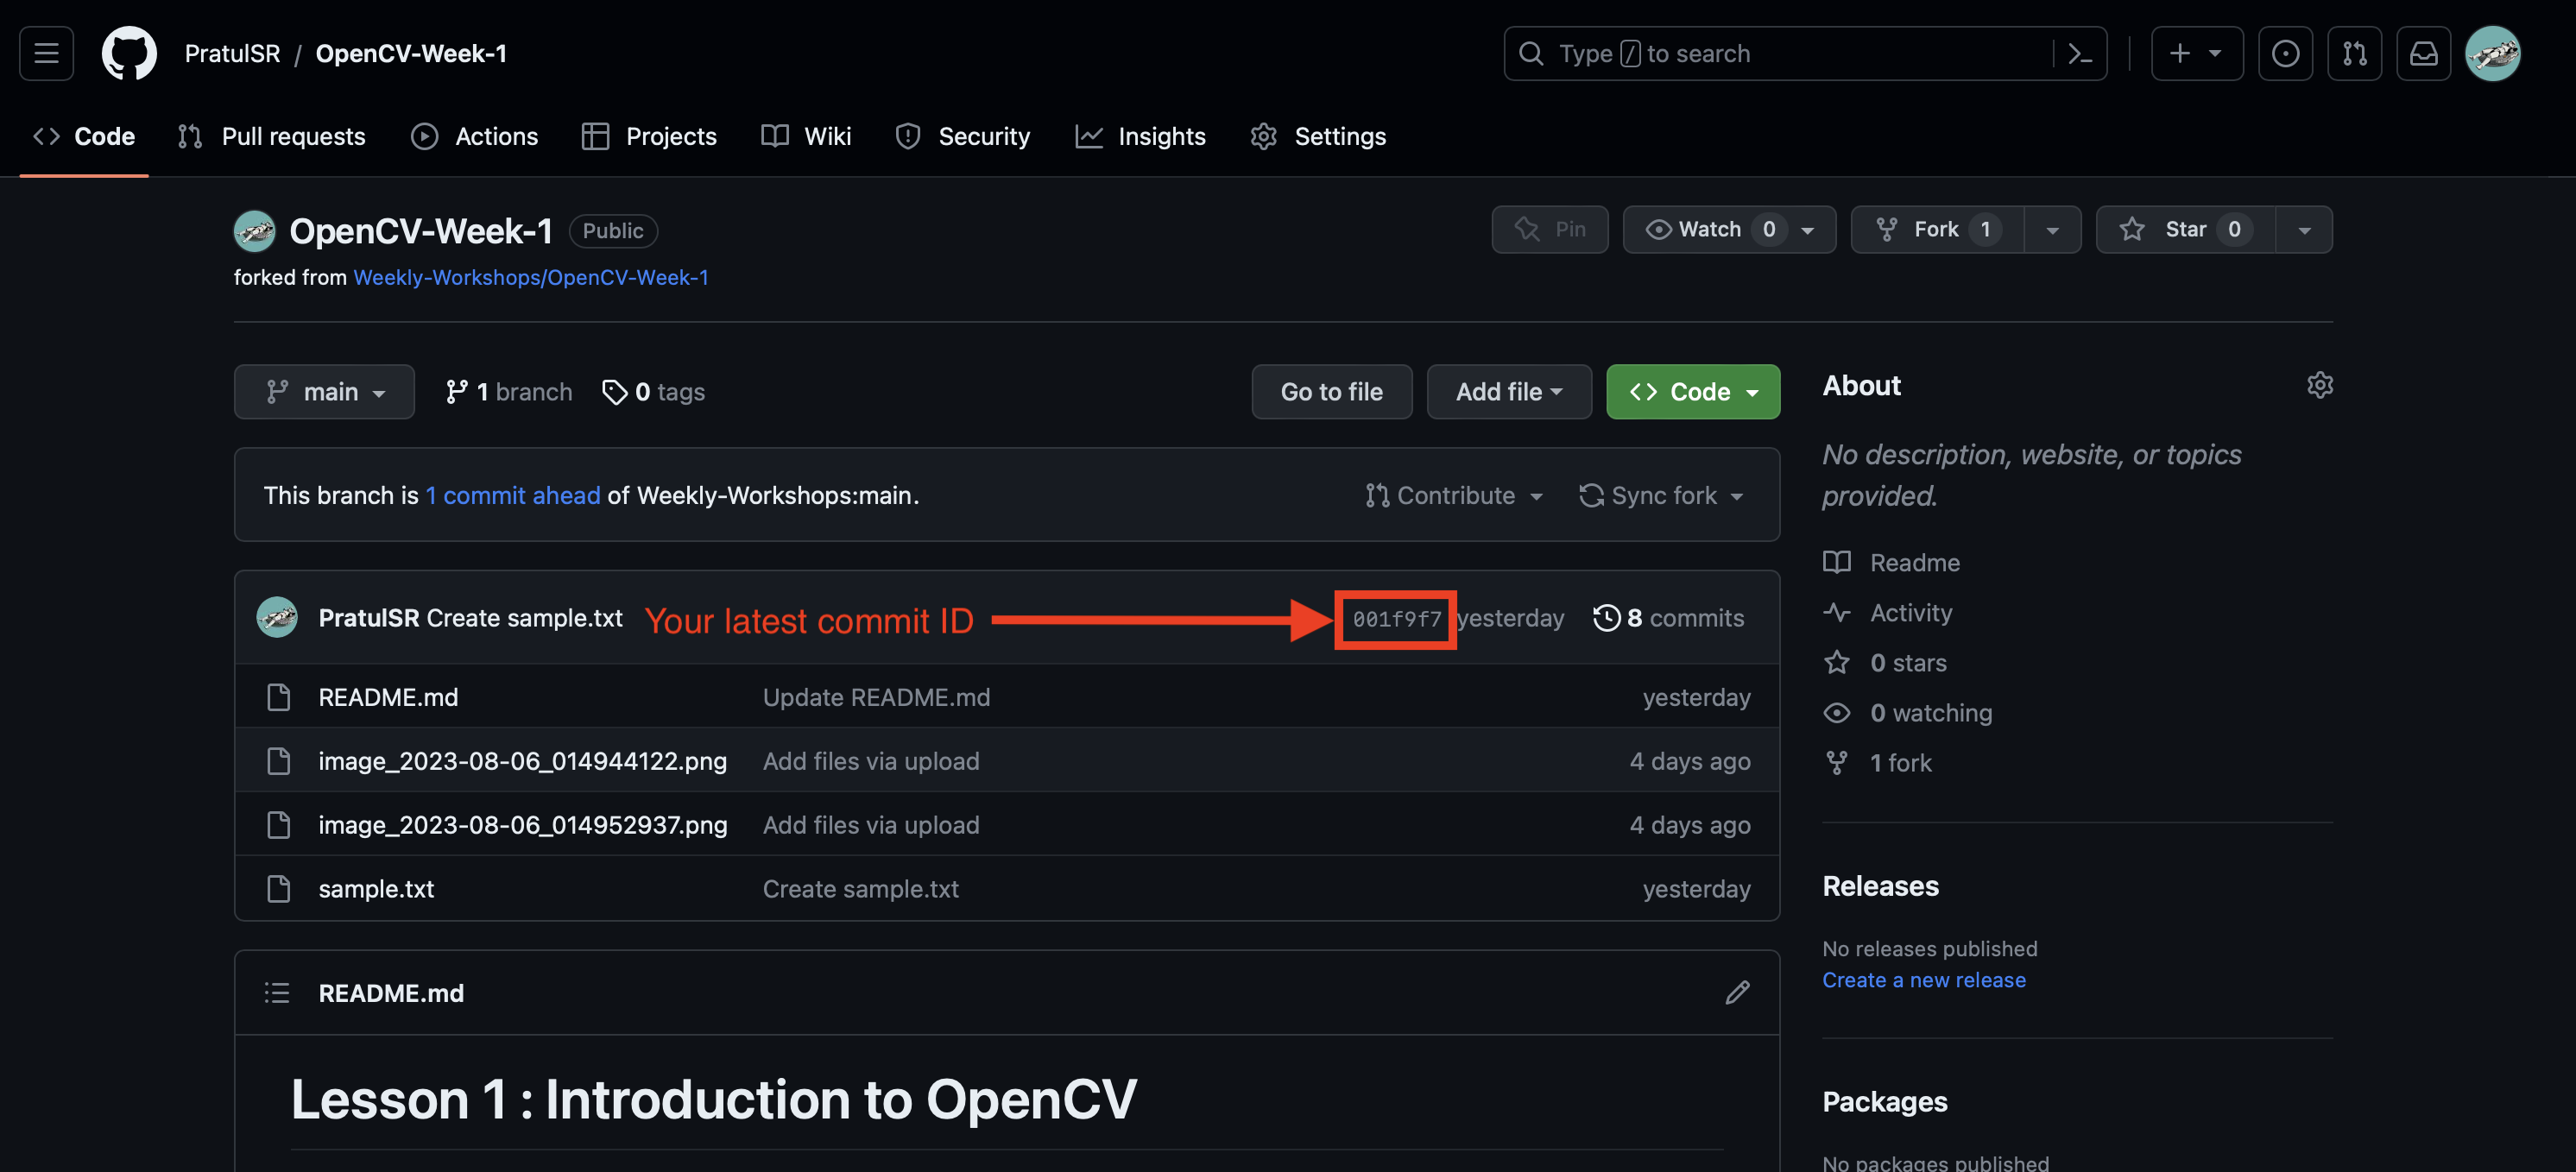 PratulSR / OpenCV-Week-1
Type / to search
Code Pull requests Actions Projects Wiki Security Insights Settings
OpenCV-Week-1 Public
Pin Watch 0 Fork 1 Star 0
forked from Weekly-Workshops/OpenCV-Week-1
main 1 branch 0 tags Go to file Add file Code
This branch is 1 commit ahead of Weekly-Workshops:main. Contribute Sync fork
PratulSR Create sample.txt Your latest commit ID 001f9f7 yesterday 8 commits
README.md Update README.md yesterday
image_2023-08-06_014944122.png Add files via upload 4 days ago
image_2023-08-06_014952937.png Add files via upload 4 days ago
sample.txt Create sample.txt yesterday
README.md
Lesson 1 : Introduction to OpenCV
About
No description, website, or topics
provided.
Readme
Activity
0 stars
0 watching
1 fork
Releases
No releases published
Create a new release
Packages
No packages published